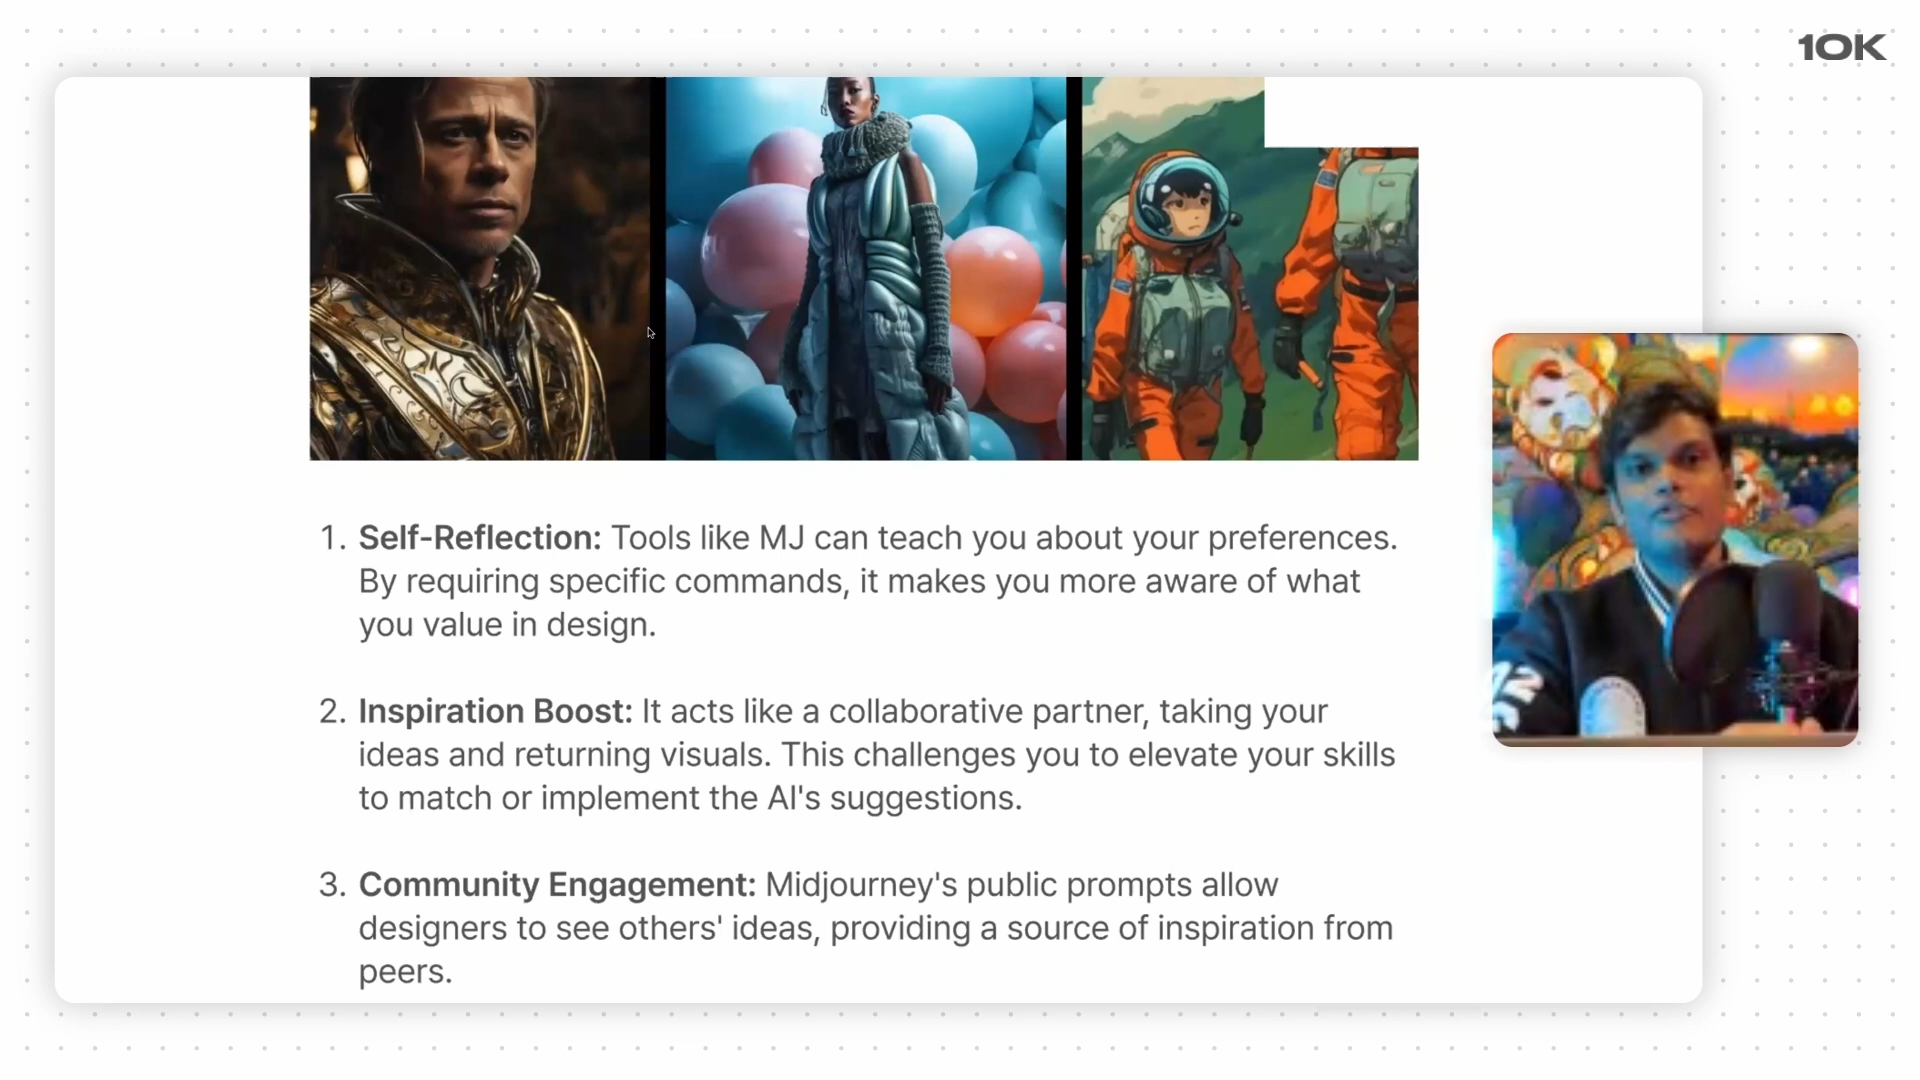 10K
1. Self-Reflection: Tools like MJ can teach you about your preferences.
By requiring specific commands, it makes you more aware of what
you value in design.
2. Inspiration Boost: It acts like a collaborative partner, taking your
ideas and returning visuals. This challenges you to elevate your skills
to match or implement the AI's suggestions.
3. Community Engagement: Midjourney's public prompts allow
designers to see others' ideas, providing a source of inspiration from
peers.